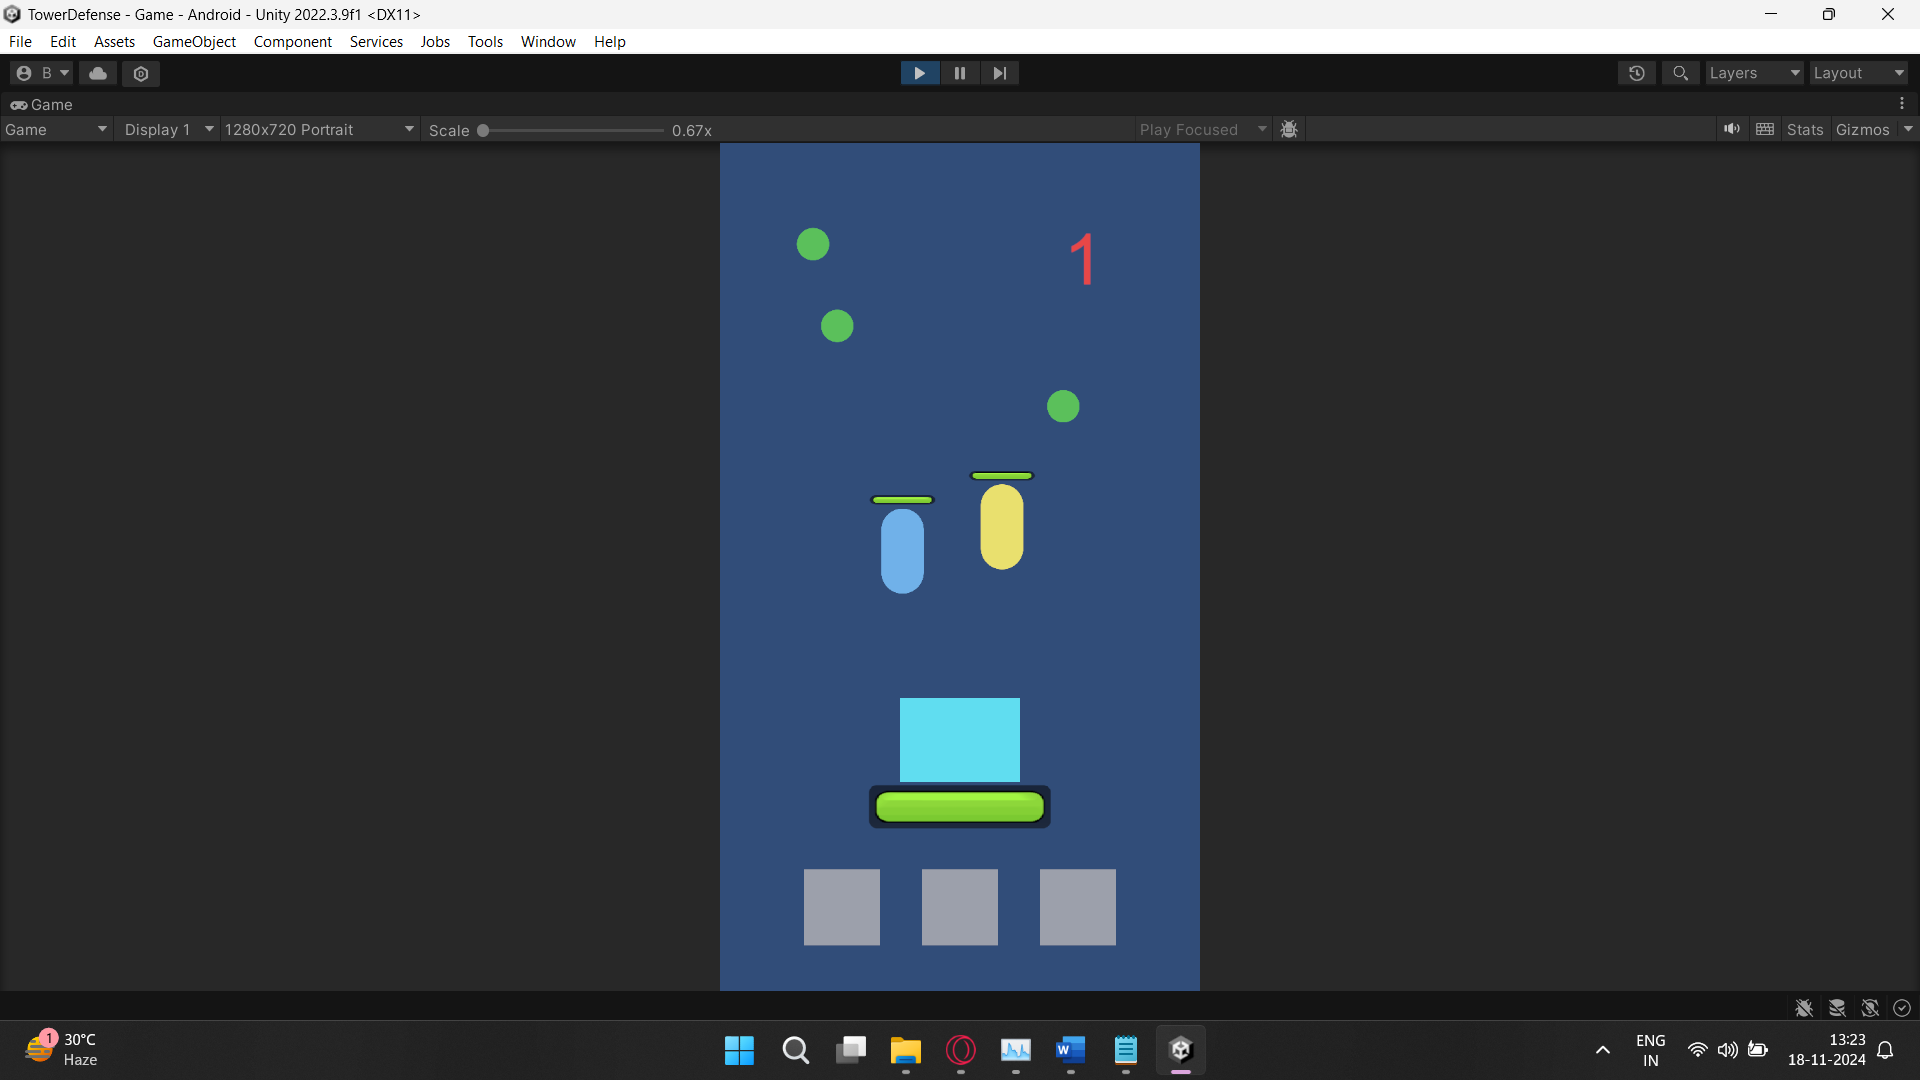 TowerDefense - Game - Android - Unity 2022.3.9f1 <DX11>
File Edit Assets GameObject Component Services Jobs Tools Window Help
B
Layers
Layout
Game
Game
Display 1
1280x720 Portrait
Scale
0.67x
Play Focused
Stats
Gizmos
1
1
30°C
Haze
W
ENG
IN
13:23
18-11-2024